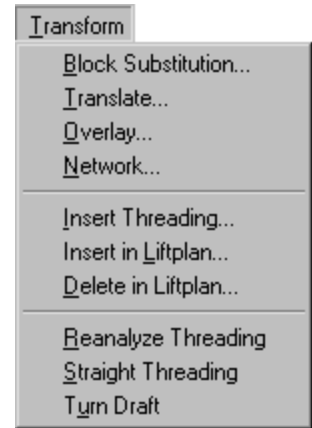 Transform
Block Substitution...
Translate...
Overlay...
Network...
Insert Threading...
Insert in Liftplan...
Delete in Liftplan...
Reanalyze Threading
Straight Threading
Turn Draft